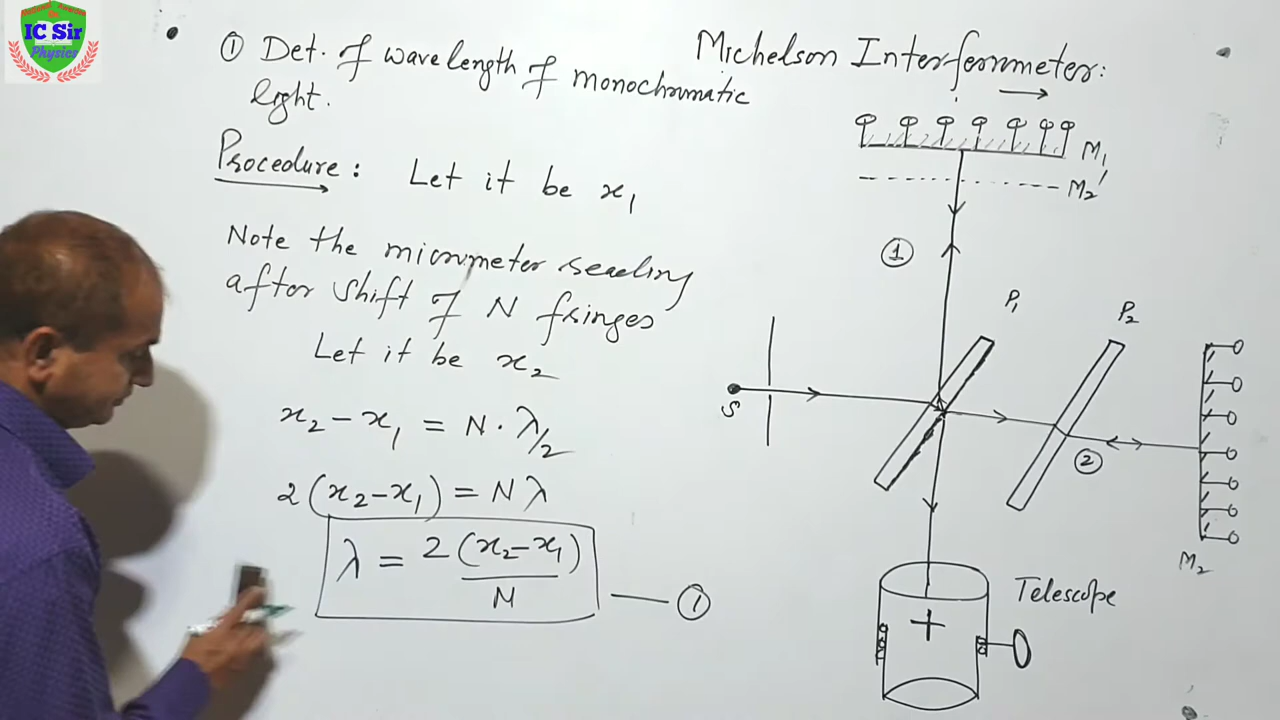 IC Sir
Physics
① Det. of wavelength of monochromatic
light.
Procedure : Let it be x₁
Note the micrometer reading
after shift of N fringes
Let it be x₂
x₂ - x₁ = N · λ/2
2 (x₂ - x₁) = N λ
λ = 2 (x₂ - x₁) / N — ①
Michelson Interferometer:
M₁
M₂'
①
P₁
P₂
S
②
M₂
Telescope